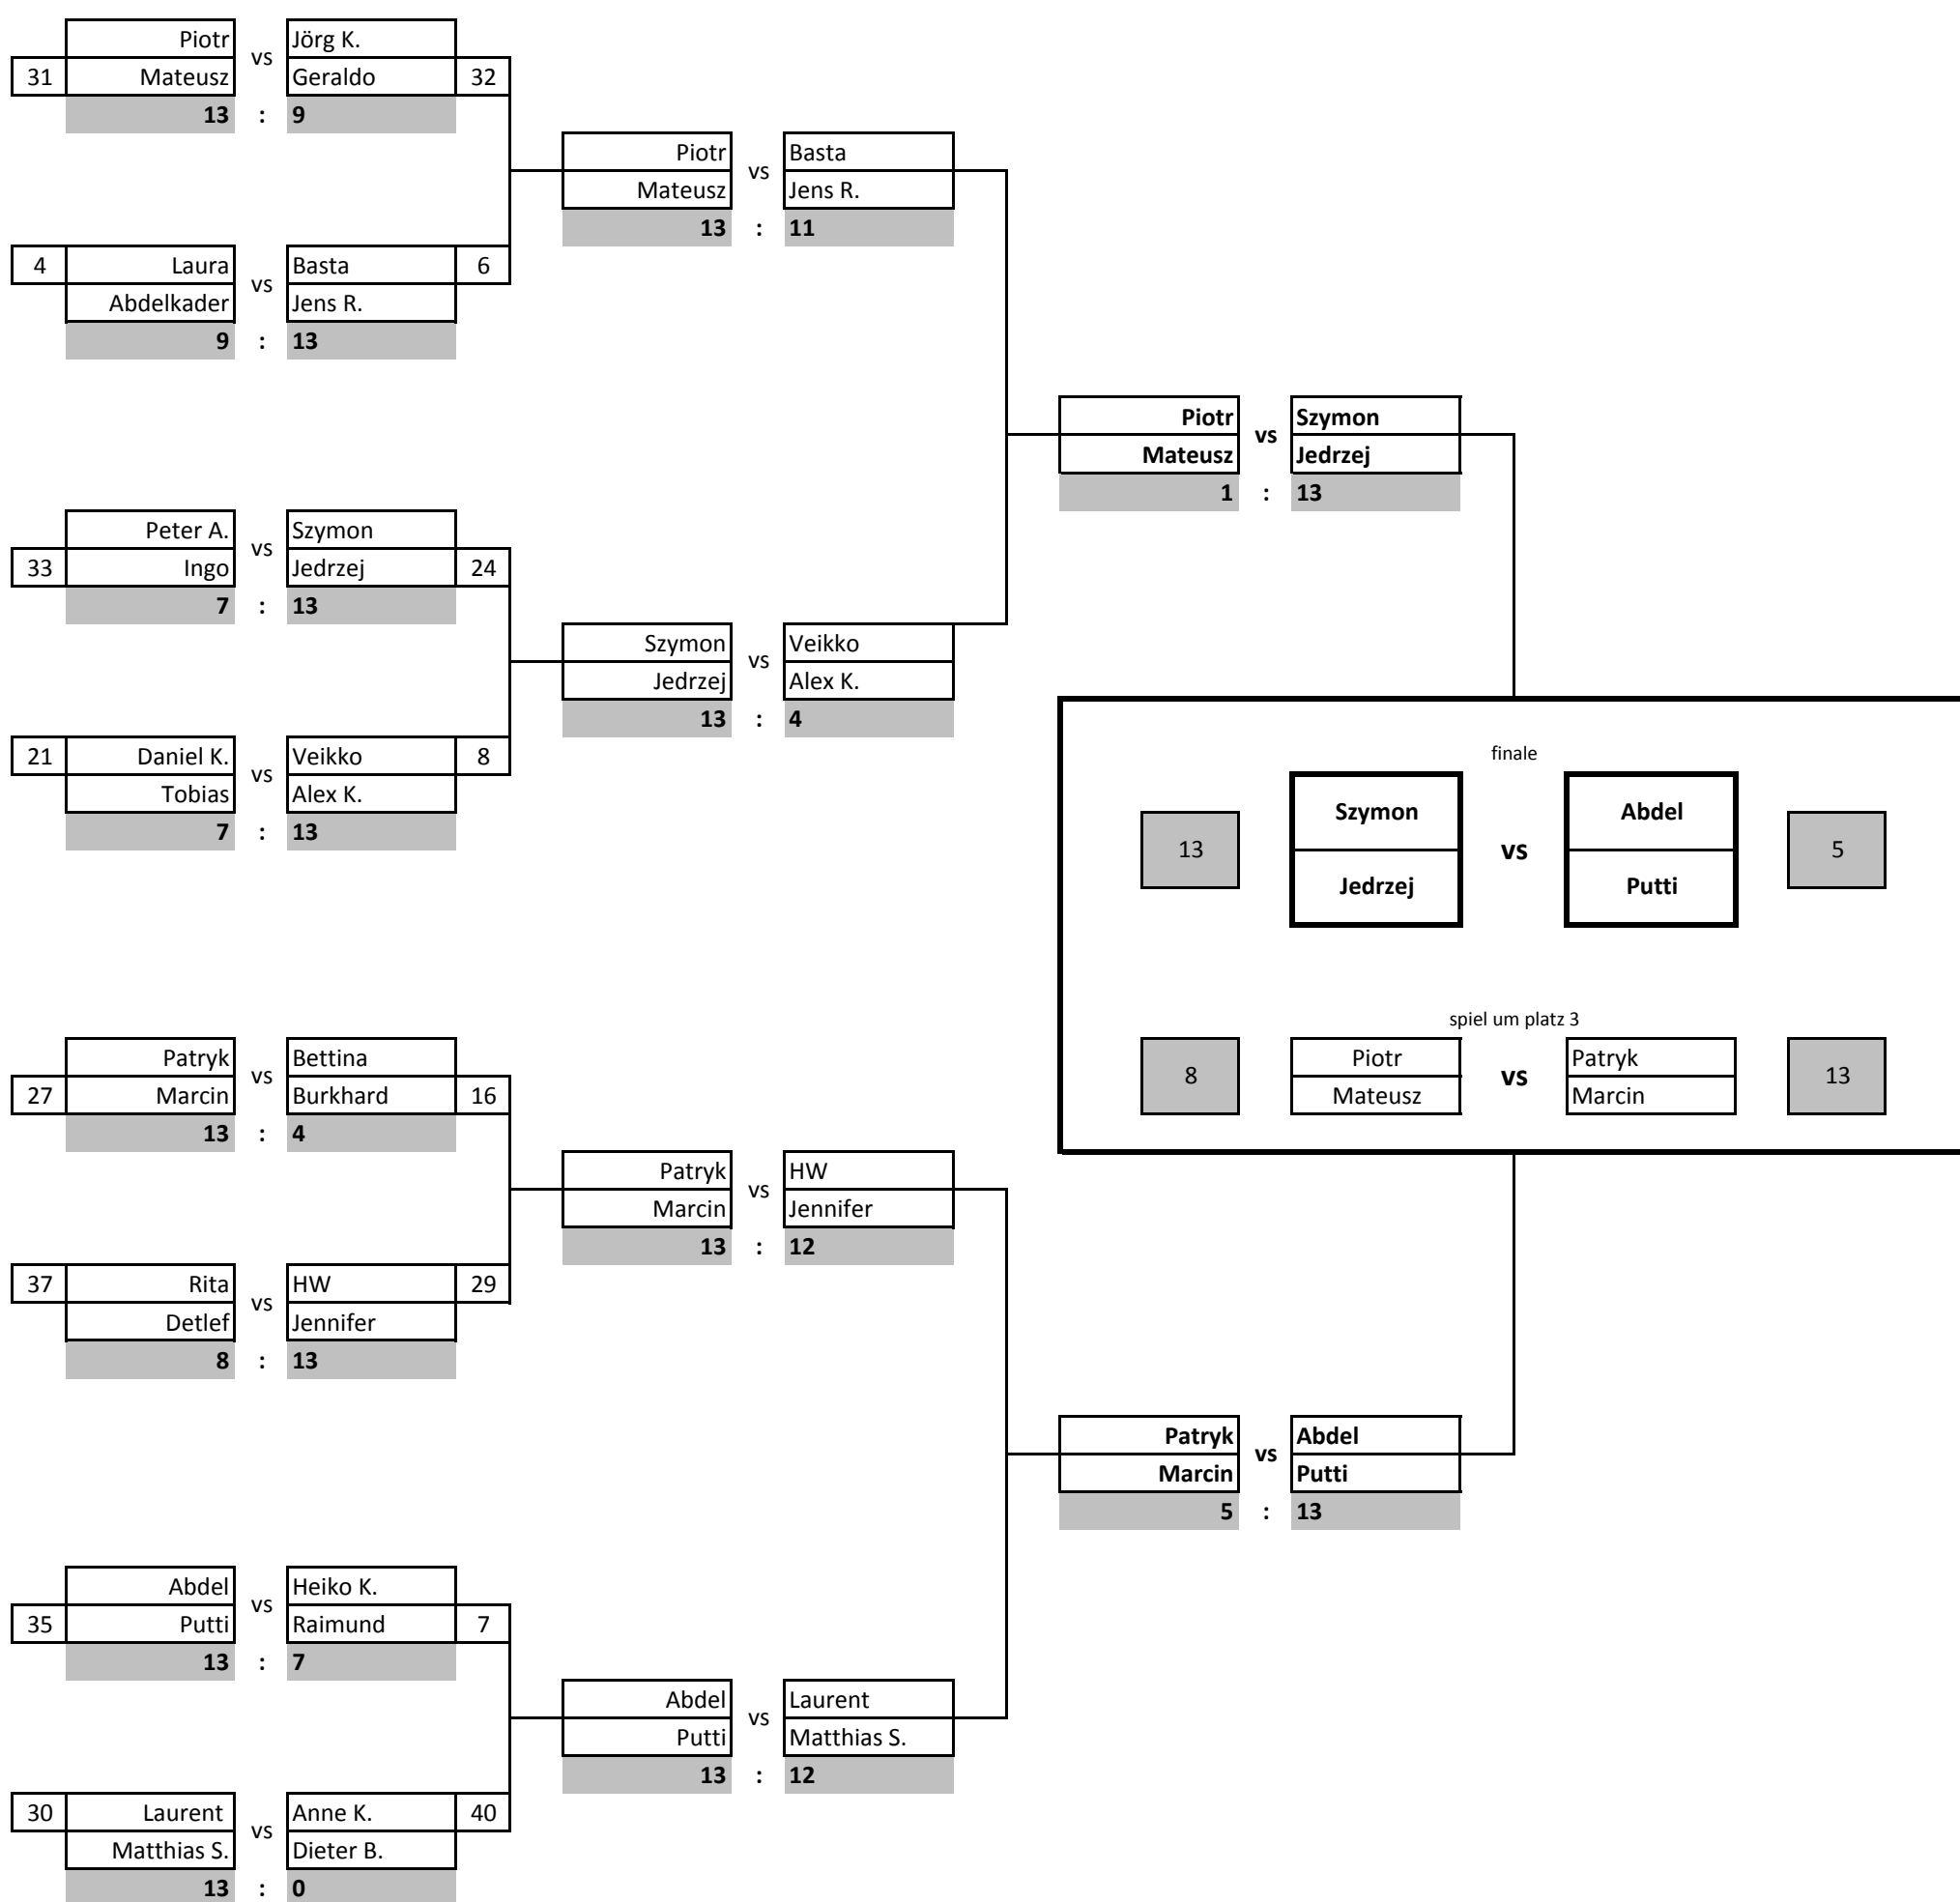 Piotr vs Jörg K.
31 Mateusz Geraldo 32
13 : 9
Piotr vs Basta
Mateusz Jens R.
13 : 11
4 Laura vs Basta 6
Abdelkader Jens R.
9 : 13
Piotr vs Szymon
Mateusz Jedrzej
1 : 13
Peter A. vs Szymon
33 Ingo Jedrzej 24
7 : 13
Szymon vs Veikko
Jedrzej Alex K.
13 : 4
21 Daniel K. vs Veikko 8
Tobias Alex K.
7 : 13
finale
Szymon Abdel
13 vs 5
Jedrzej Putti
spiel um platz 3
8 Piotr vs Patryk 13
Mateusz Marcin
Patryk vs Bettina
27 Marcin Burkhard 16
13 : 4
Patryk vs HW
Marcin Jennifer
13 : 12
37 Rita vs HW 29
Detlef Jennifer
8 : 13
Patryk vs Abdel
Marcin Putti
5 : 13
Abdel vs Heiko K.
35 Putti Raimund 7
13 : 7
Abdel vs Laurent
Putti Matthias S.
13 : 12
30 Laurent vs Anne K. 40
Matthias S. Dieter B.
13 : 0